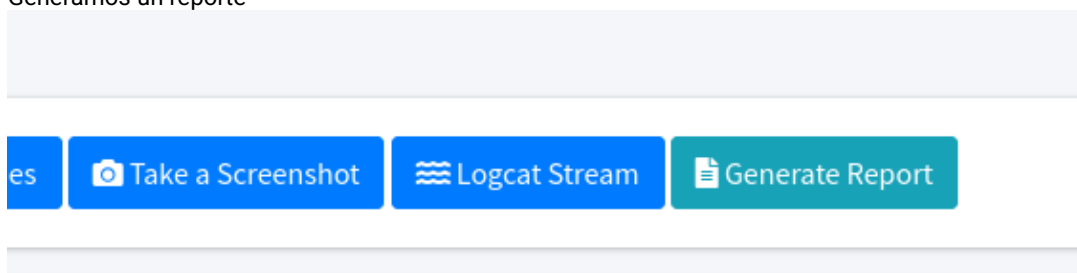 Generamos un reporte
es Take a Screenshot Logcat Stream Generate Report